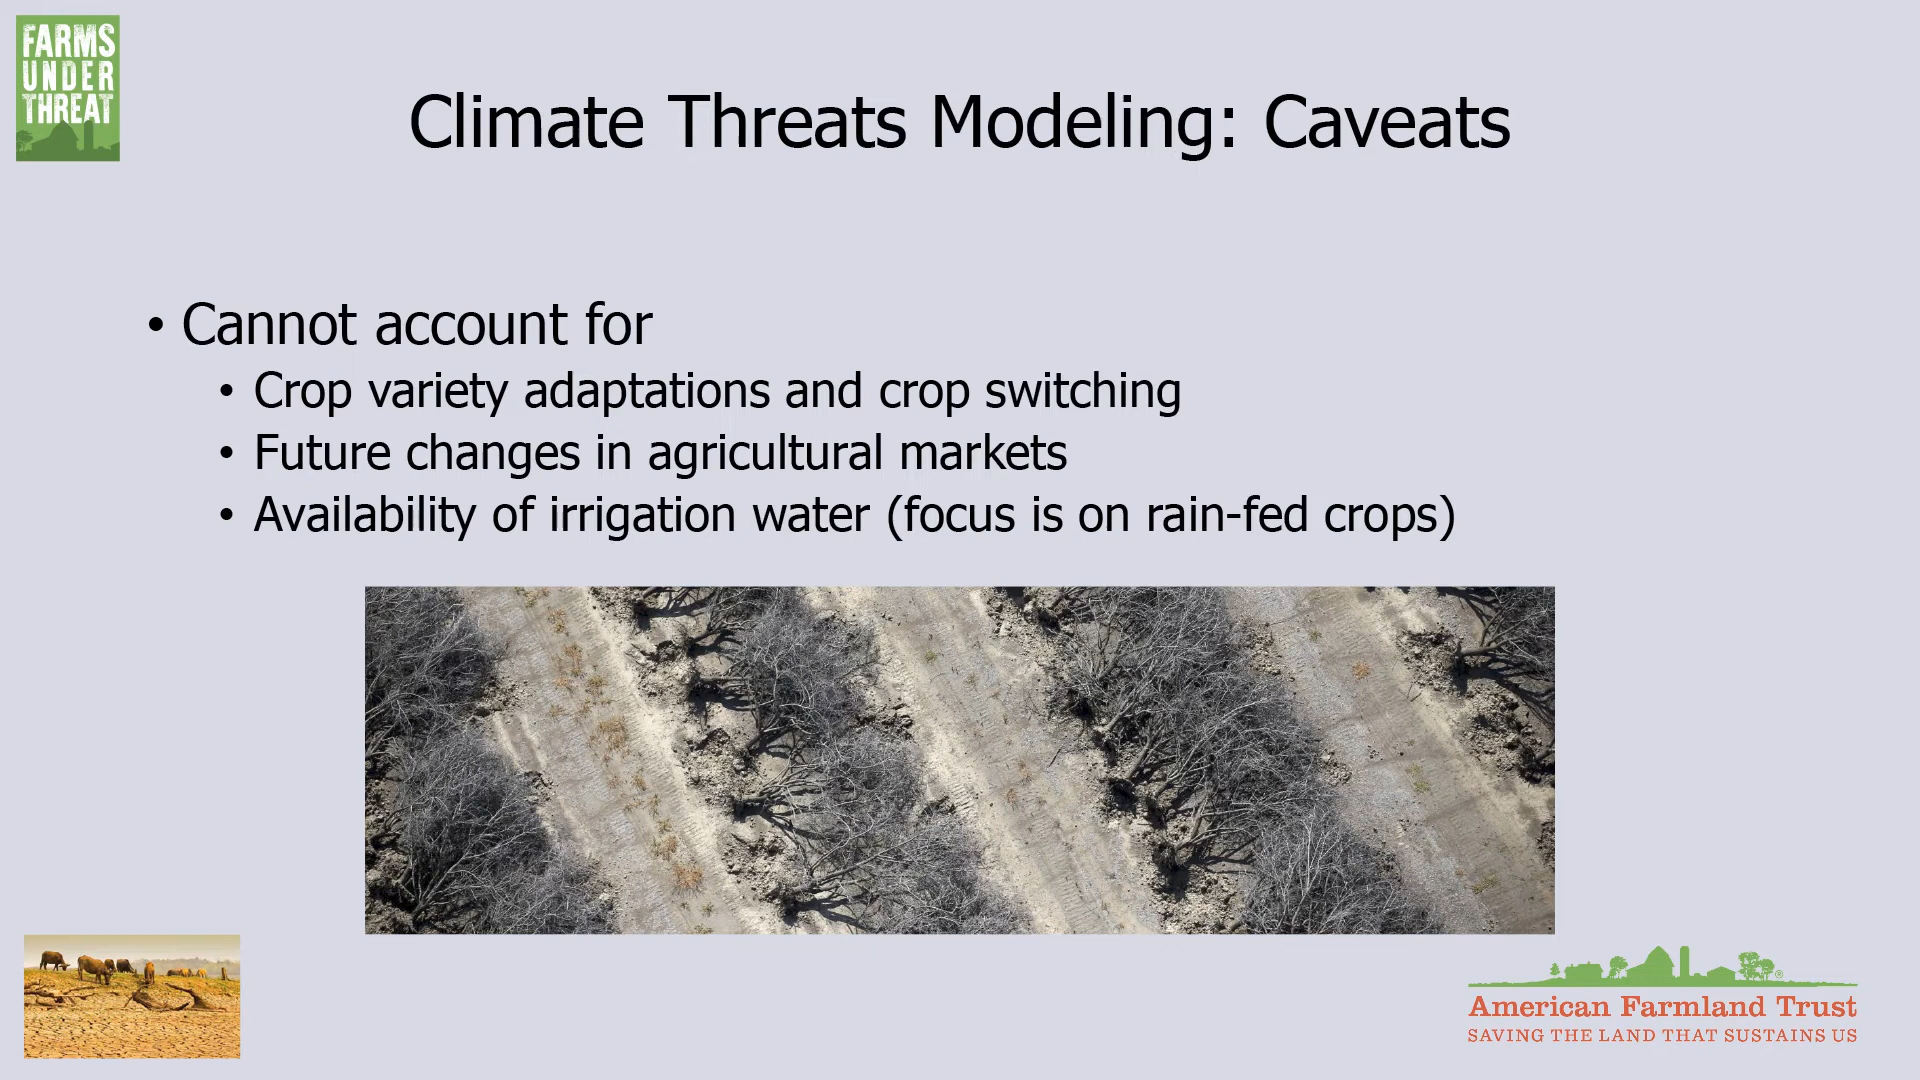 FARMS
UNDER
THREAT
Climate Threats Modeling: Caveats
• Cannot account for
• Crop variety adaptations and crop switching
• Future changes in agricultural markets
• Availability of irrigation water (focus is on rain-fed crops)
®
American Farmland Trust
SAVING THE LAND THAT SUSTAINS US